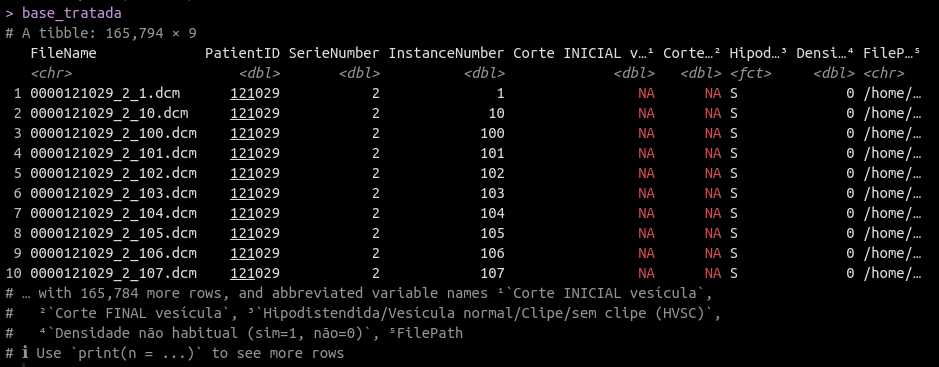 > base_tratada
# A tibble: 165,794 × 9
FileName PatientID SerieNumber InstanceNumber Corte INICIAL v…¹ Corte…² Hipod…³ Densi…⁴ FileP…⁵
<chr> <dbl> <dbl> <dbl> <dbl> <dbl> <fct> <dbl> <chr>
1 0000121029_2_1.dcm 121029 2 1 NA NA S 0 /home/…
2 0000121029_2_10.dcm 121029 2 10 NA NA S 0 /home/…
3 0000121029_2_100.dcm 121029 2 100 NA NA S 0 /home/…
4 0000121029_2_101.dcm 121029 2 101 NA NA S 0 /home/…
5 0000121029_2_102.dcm 121029 2 102 NA NA S 0 /home/…
6 0000121029_2_103.dcm 121029 2 103 NA NA S 0 /home/…
7 0000121029_2_104.dcm 121029 2 104 NA NA S 0 /home/…
8 0000121029_2_105.dcm 121029 2 105 NA NA S 0 /home/…
9 0000121029_2_106.dcm 121029 2 106 NA NA S 0 /home/…
10 0000121029_2_107.dcm 121029 2 107 NA NA S 0 /home/…
# … with 165,784 more rows, and abbreviated variable names ¹`Corte INICIAL vesícula`,
# ²`Corte FINAL vesícula`, ³`Hipodistendida/Vesícula normal/Clipe/sem clipe (HVSC)`,
# ⁴`Densidade não habitual (sim=1, não=0)`, ⁵FilePath
# ℹ Use `print(n = ...)` to see more rows